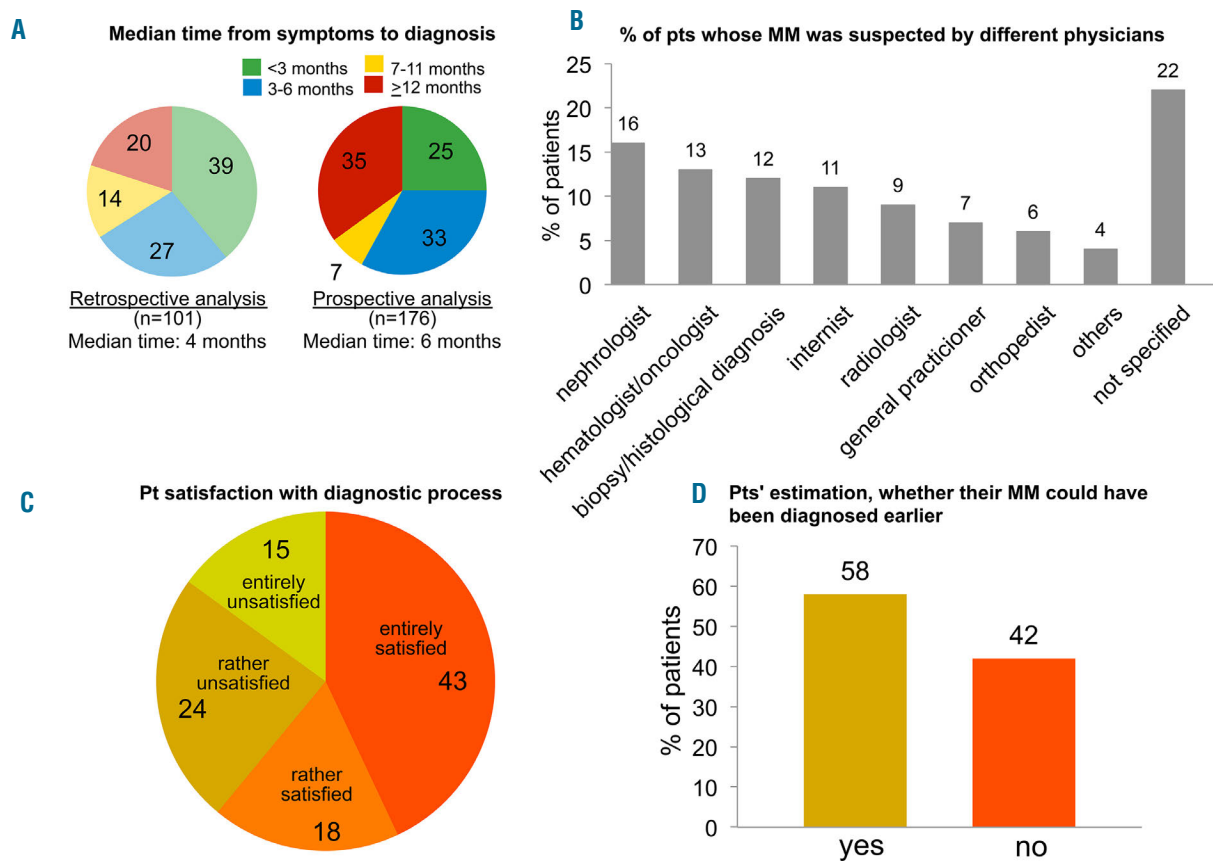 A
Median time from symptoms to diagnosis
<3 months
7-11 months
3-6 months
≥12 months
20
39
14
27
35
25
33
7
Retrospective analysis
(n=101)
Median time: 4 months
Prospective analysis
(n=176)
Median time: 6 months
B
% of pts whose MM was suspected by different physicians
% of patients
25
20
15
10
5
0
16
13
12
11
9
7
6
4
22
nephrologist
hematologist/oncologist
biopsy/histological diagnosis
internist
radiologist
general practicioner
orthopedist
others
not specified
C
Pt satisfaction with diagnostic process
15
entirely
unsatisfied
entirely
satisfied
43
rather
unsatisfied
24
rather
satisfied
18
D
Pts' estimation, whether their MM could have
been diagnosed earlier
% of patients
70
60
50
40
30
20
10
0
58
42
yes
no